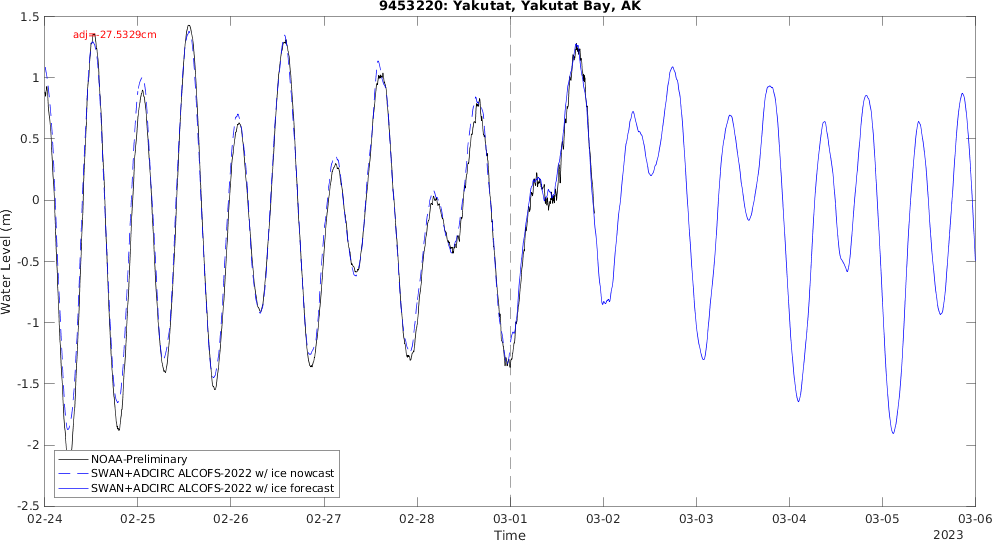 9453220: Yakutat, Yakutat Bay, AK
adj=-27.5329cm
1.5
1
0.5
0
-0.5
-1
-1.5
-2
-2.5
Water Level (m)
NOAA-Preliminary
SWAN+ADCIRC ALCOFS-2022 w/ ice nowcast
SWAN+ADCIRC ALCOFS-2022 w/ ice forecast
02-24 02-25 02-26 02-27 02-28 03-01 03-02 03-03 03-04 03-05 03-06
Time
2023